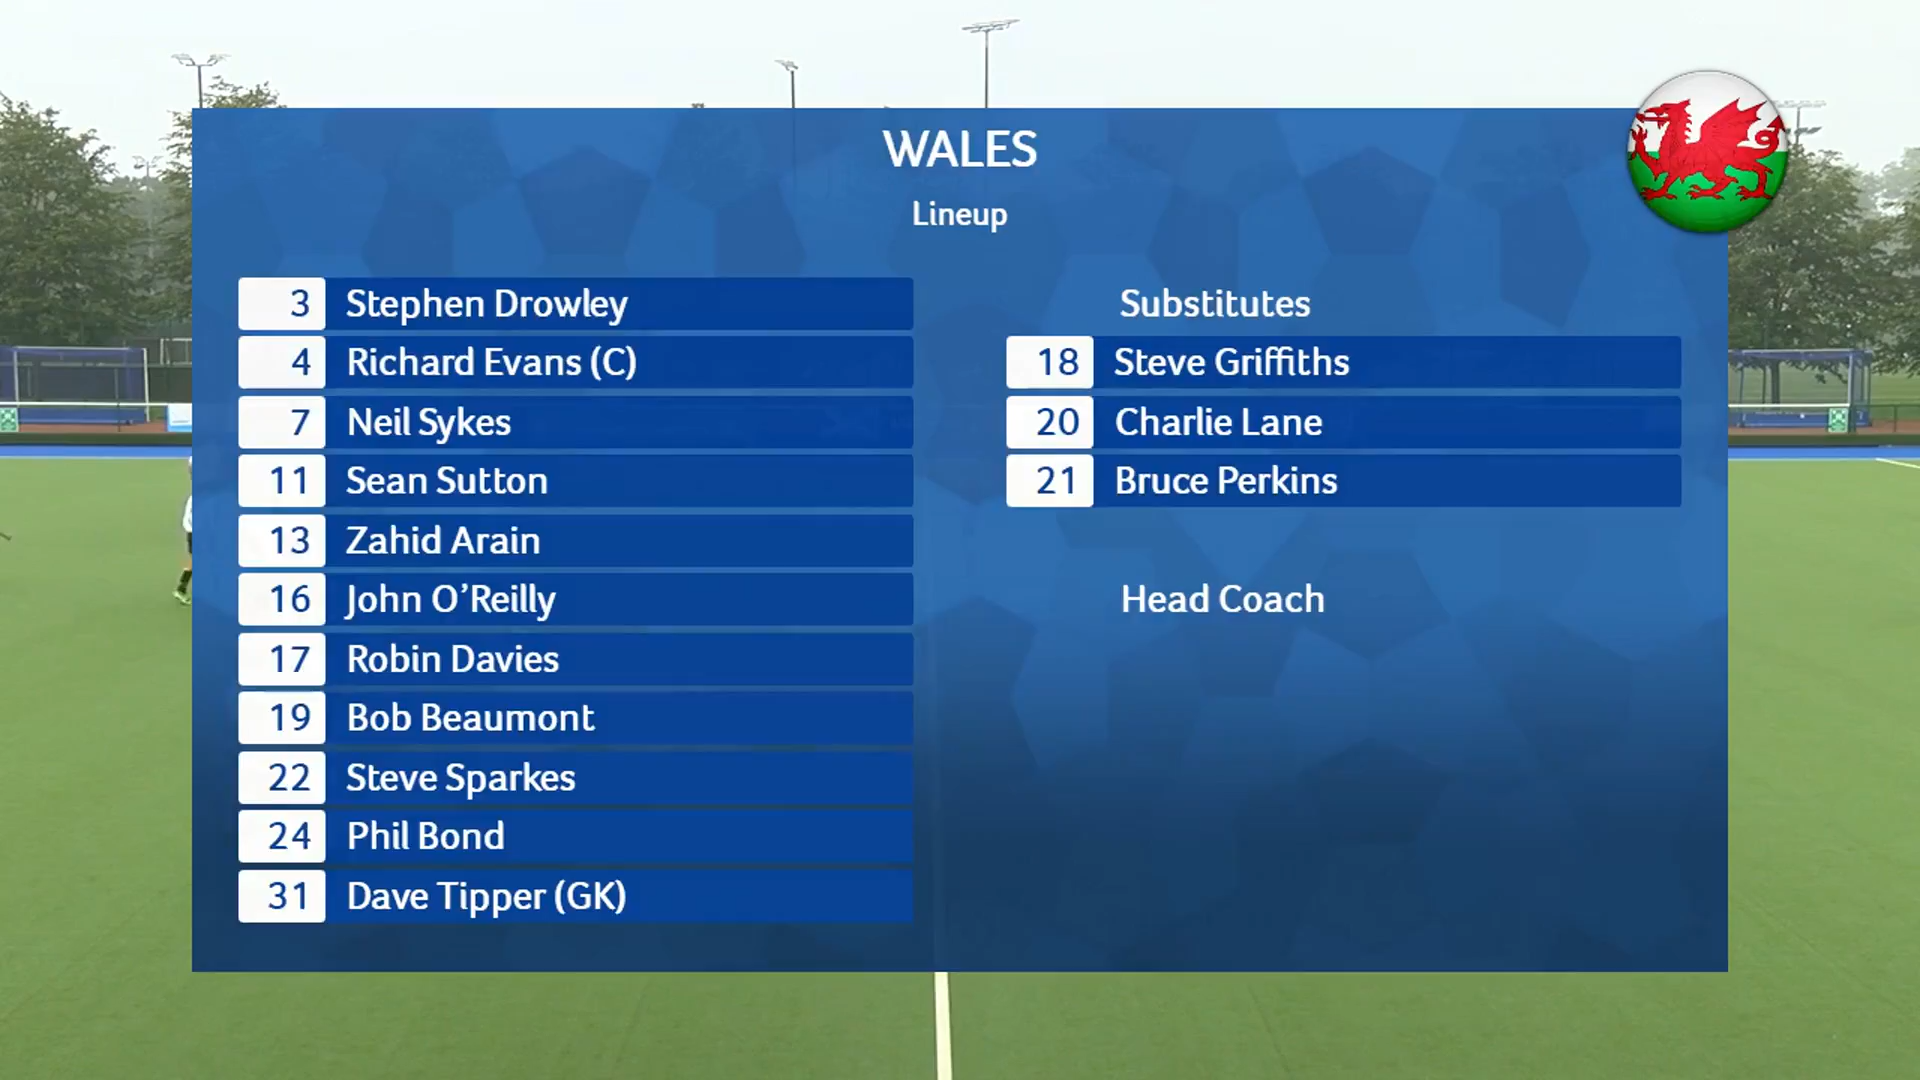 WALES
Lineup
3 Stephen Drowley
4 Richard Evans (C)
7 Neil Sykes
11 Sean Sutton
13 Zahid Arain
16 John O’Reilly
17 Robin Davies
19 Bob Beaumont
22 Steve Sparkes
24 Phil Bond
31 Dave Tipper (GK)
Substitutes
18 Steve Griffiths
20 Charlie Lane
21 Bruce Perkins
Head Coach